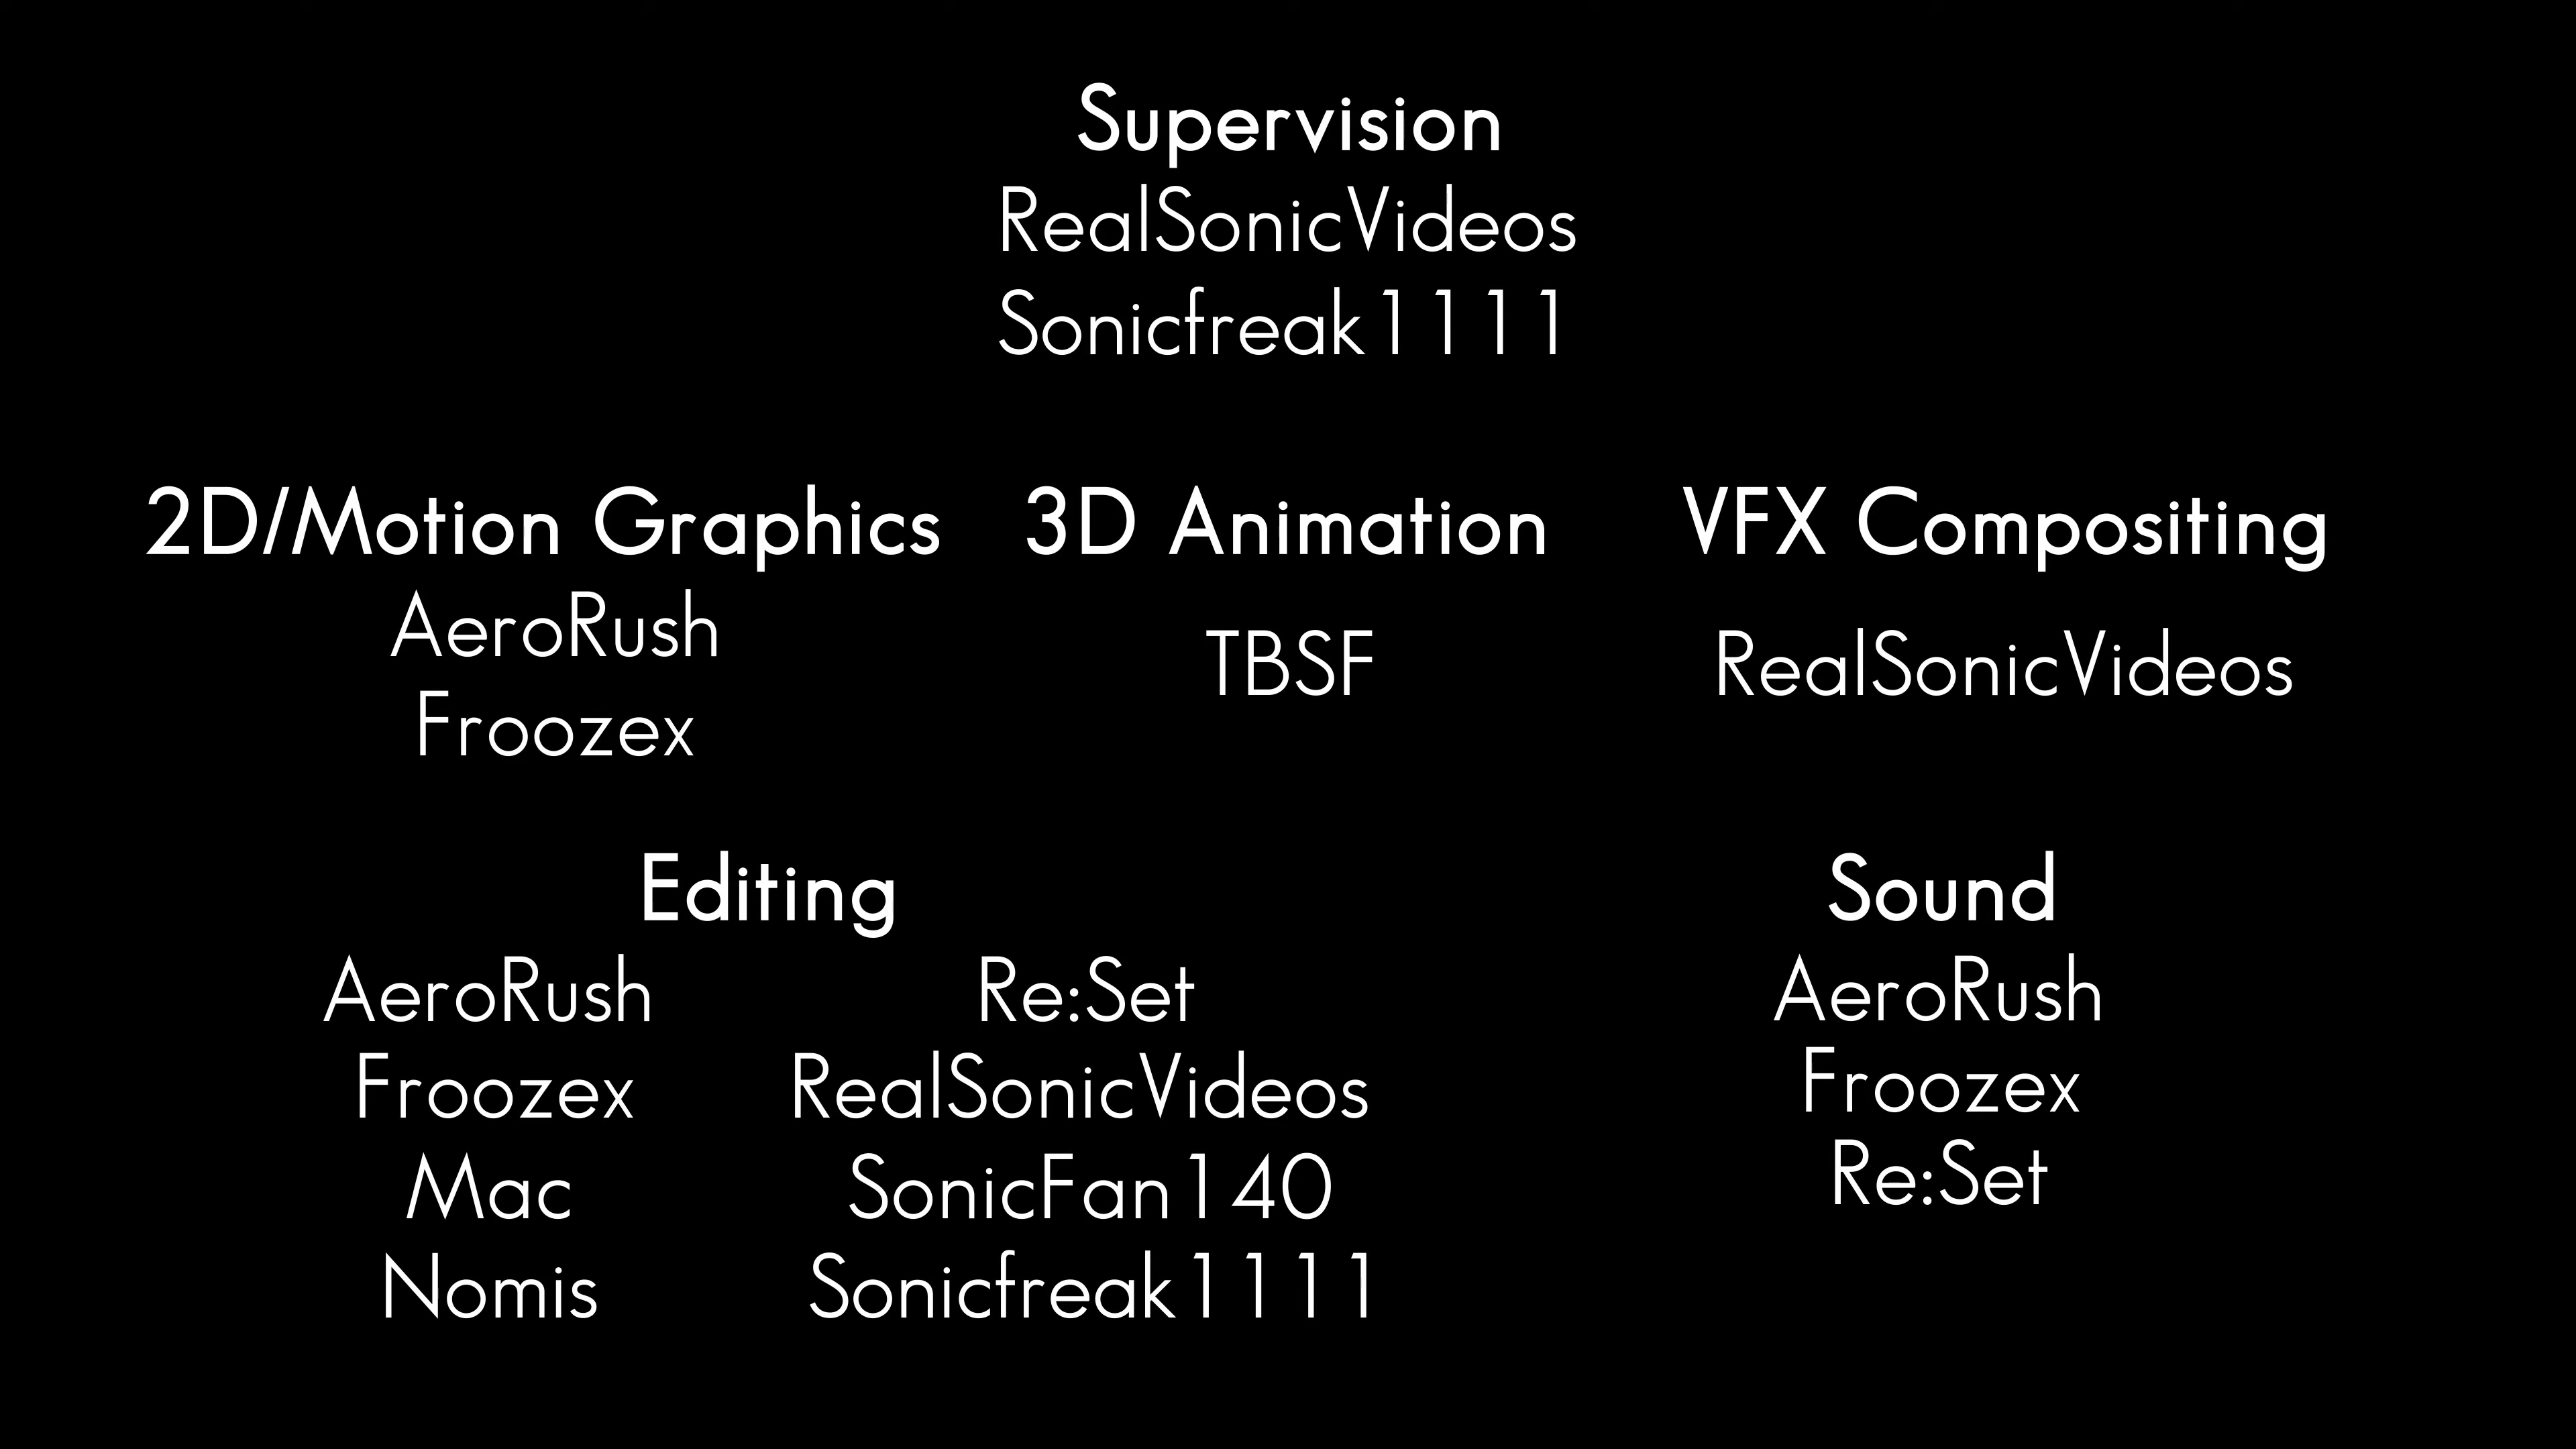 Supervision
RealSonicVideos
Sonicfreak1111
2D/Motion Graphics
AeroRush
Froozex
3D Animation
TBSF
VFX Compositing
RealSonicVideos
Editing
AeroRush
Froozex
Mac
Nomis
Re:Set
RealSonicVideos
SonicFan140
Sonicfreak1111
Sound
AeroRush
Froozex
Re:Set